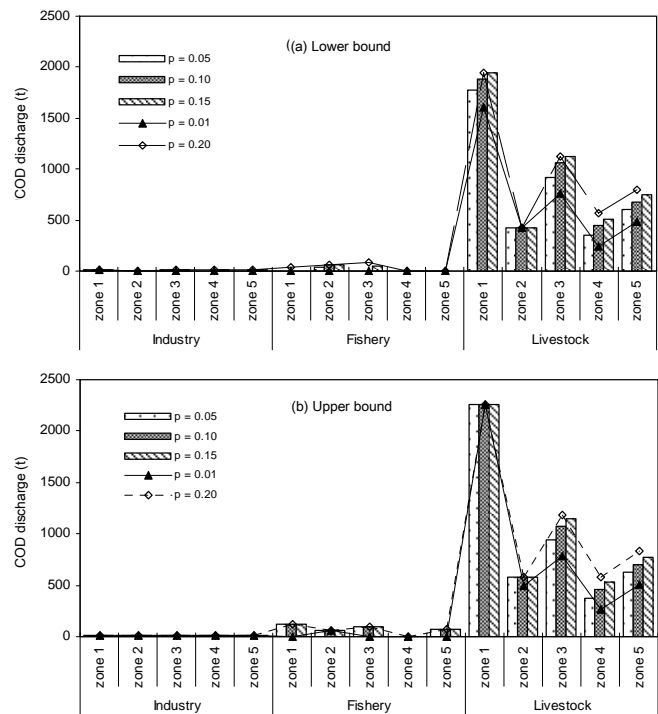 2500
2000
1500
1000
500
0
COD discharge (t)
((a) Lower bound
p = 0.05
p = 0.10
p = 0.15
p = 0.01
p = 0.20
zone 1
zone 2
zone 3
zone 4
zone 5
zone 1
zone 2
zone 3
zone 4
zone 5
zone 1
zone 2
zone 3
zone 4
zone 5
Industry
Fishery
Livestock
2500
2000
1500
1000
500
0
COD discharge (t)
(b) Upper bound
p = 0.05
p = 0.10
p = 0.15
p = 0.01
p = 0.20
zone 1
zone 2
zone 3
zone 4
zone 5
zone 1
zone 2
zone 3
zone 4
zone 5
zone 1
zone 2
zone 3
zone 4
zone 5
Industry
Fishery
Livestock